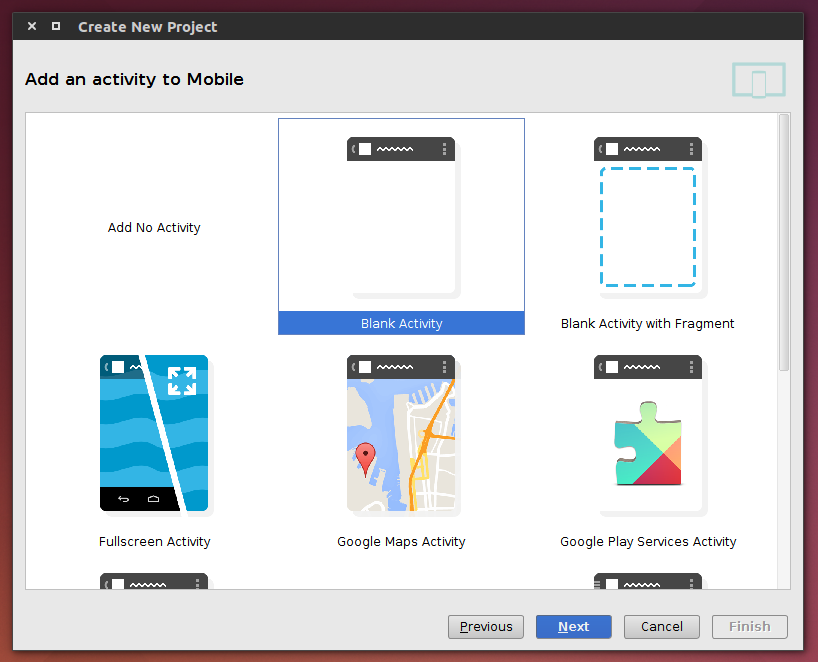 Create New Project
Add an activity to Mobile
Add No Activity
Blank Activity
Blank Activity with Fragment
Fullscreen Activity
Google Maps Activity
Google Play Services Activity
Previous
Next
Cancel
Finish